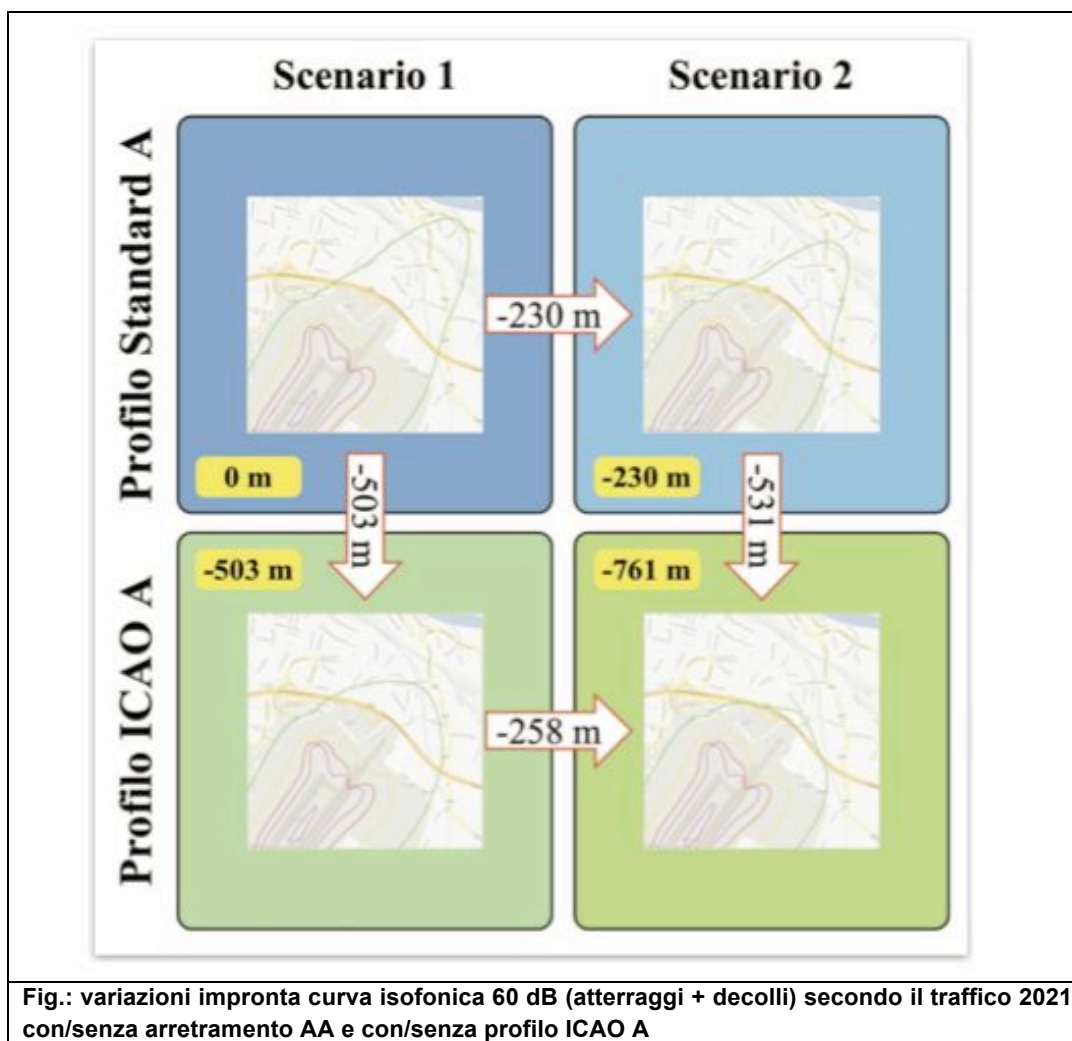 Scenario 1
Scenario 2
Profilo Standard A
-230 m
0 m
-503 m
-230 m
-531 m
Profilo ICAO A
-503 m
-761 m
-258 m
Fig.: variazioni impronta curva isofonica 60 dB (atterraggi + decolli) secondo il traffico 2021
con/senza arretramento AA e con/senza profilo ICAO A